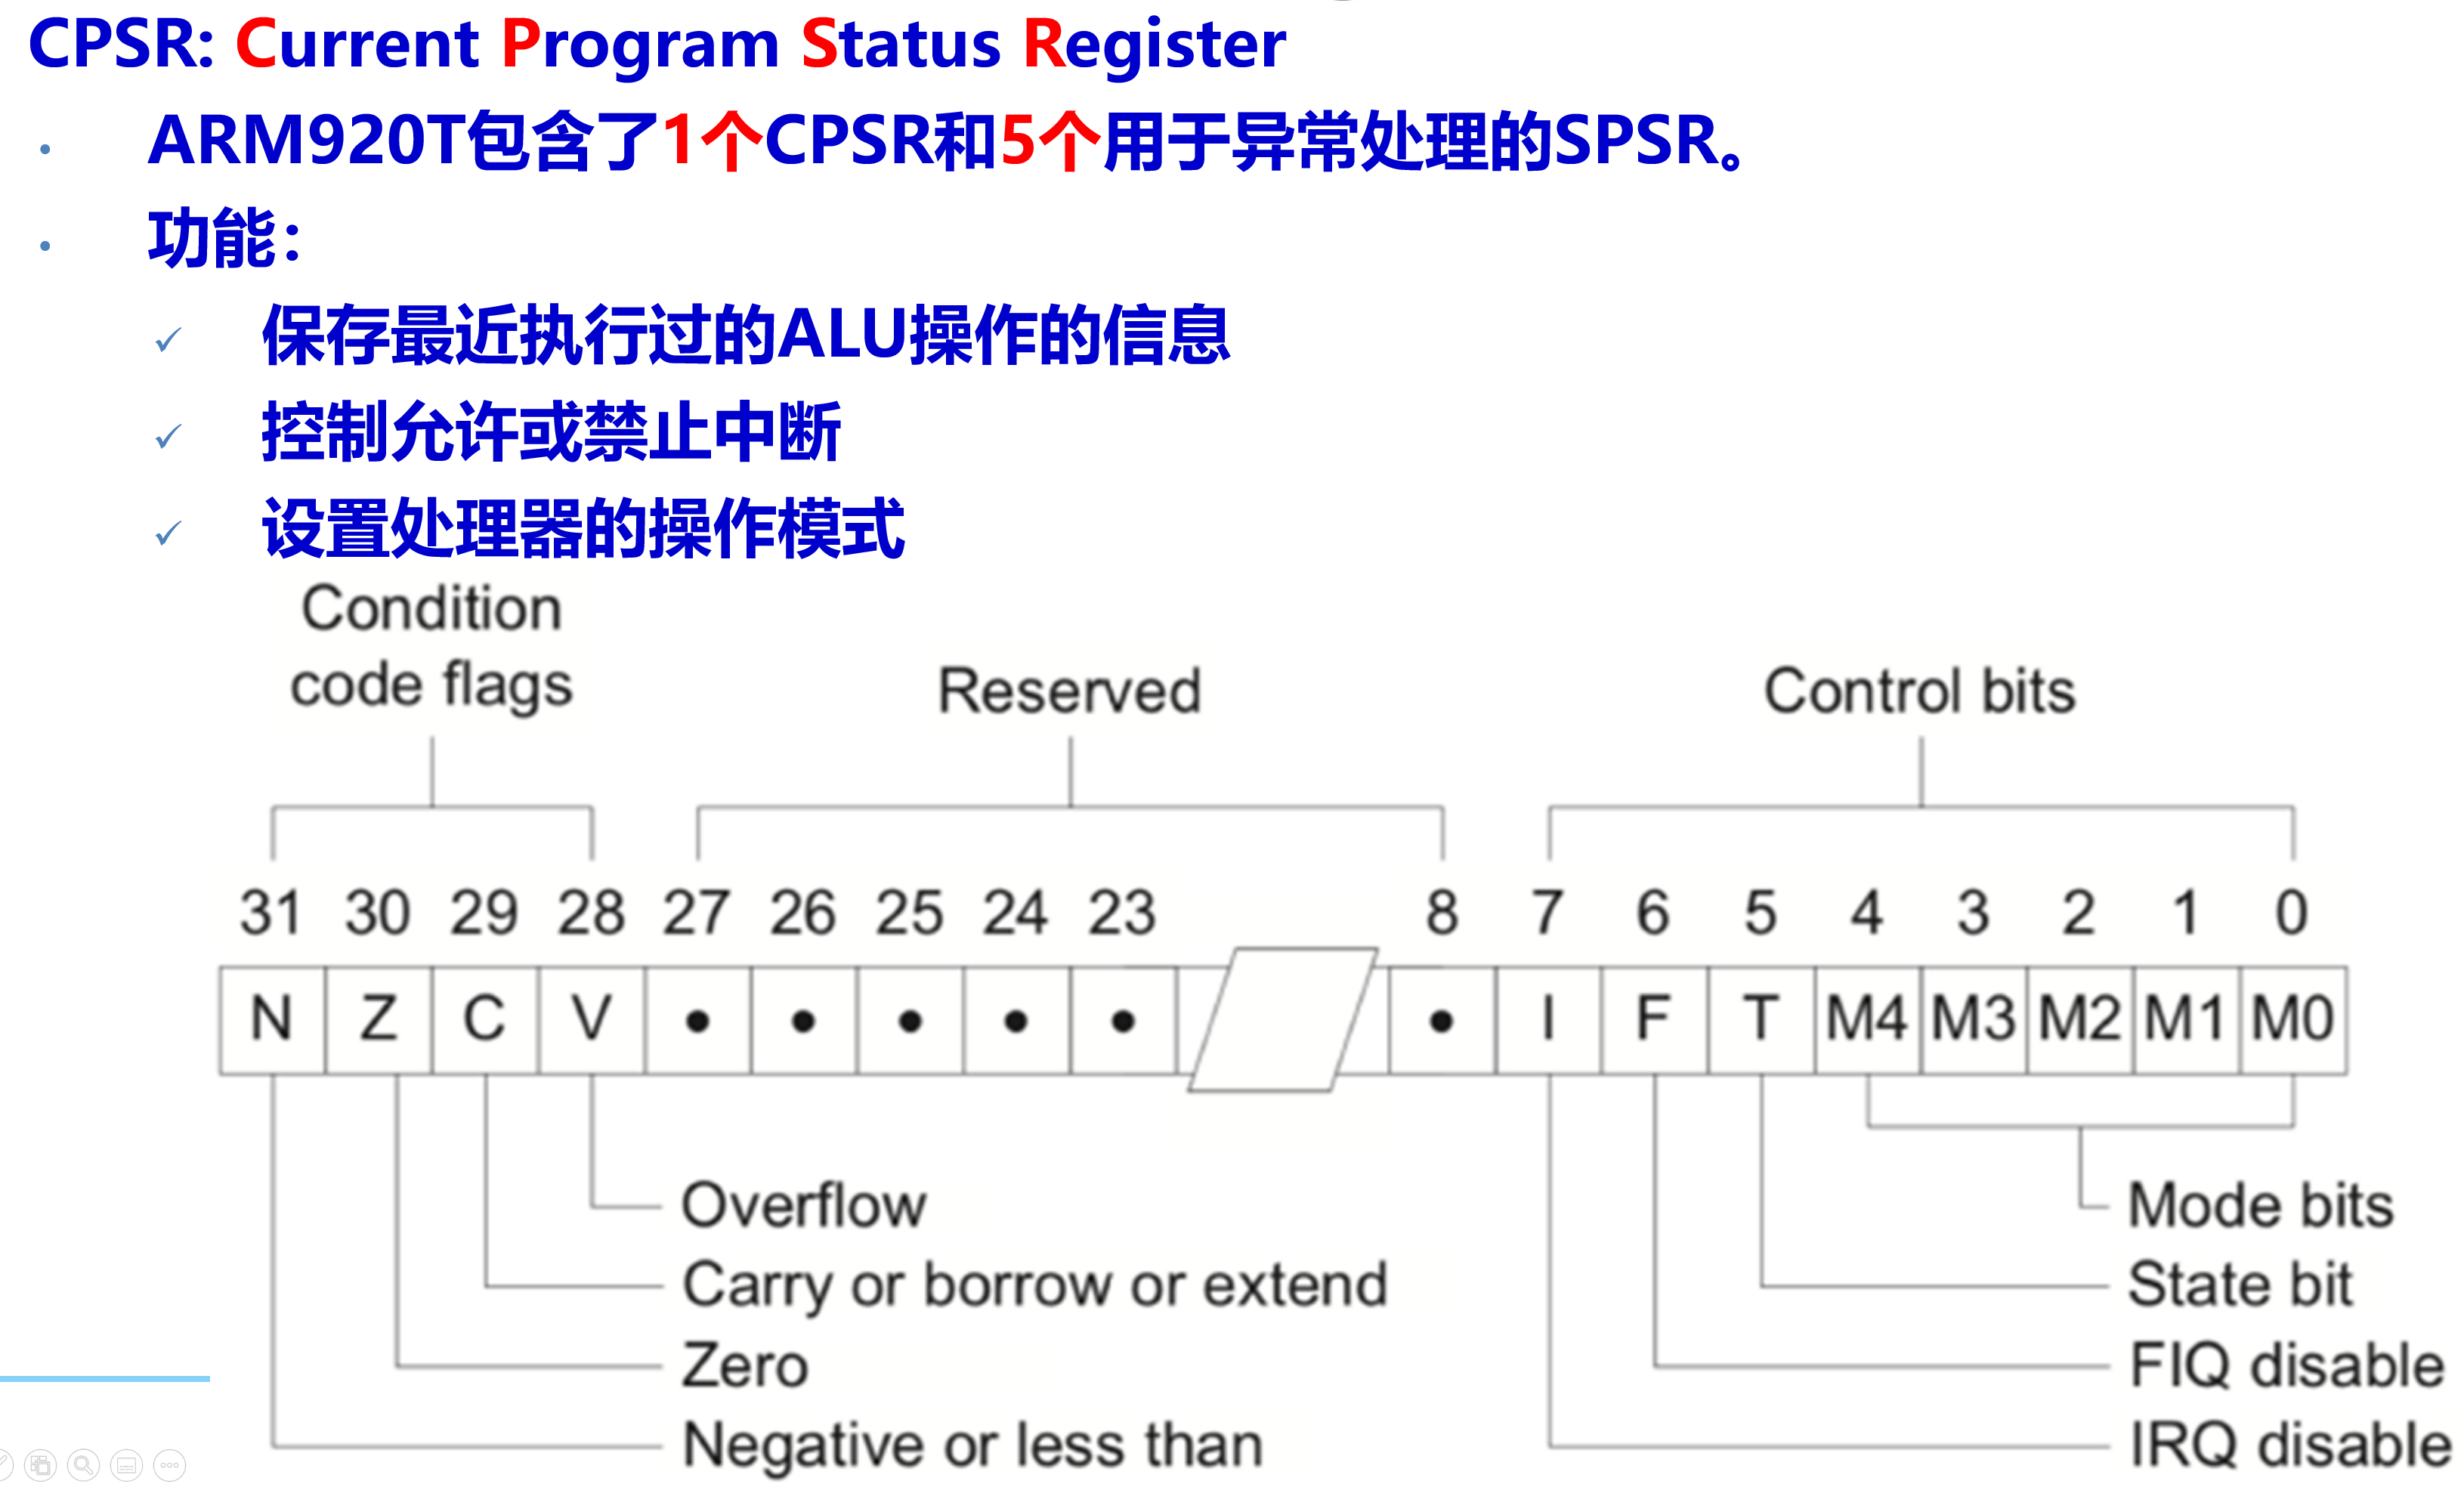 CPSR: Current Program Status Register
• ARM920T包含了1个CPSR和5个用于异常处理的SPSR。
• 功能：
✓ 保存最近执行过的ALU操作的信息
✓ 控制允许或禁止中断
✓ 设置处理器的操作模式
Condition
code flags
Reserved
Control bits
31 30 29 28 27 26 25 24 23 8 7 6 5 4 3 2 1 0
N Z C V • • • • • • I F T M4 M3 M2 M1 M0
Overflow
Carry or borrow or extend
Zero
Negative or less than
Mode bits
State bit
FIQ disable
IRQ disable